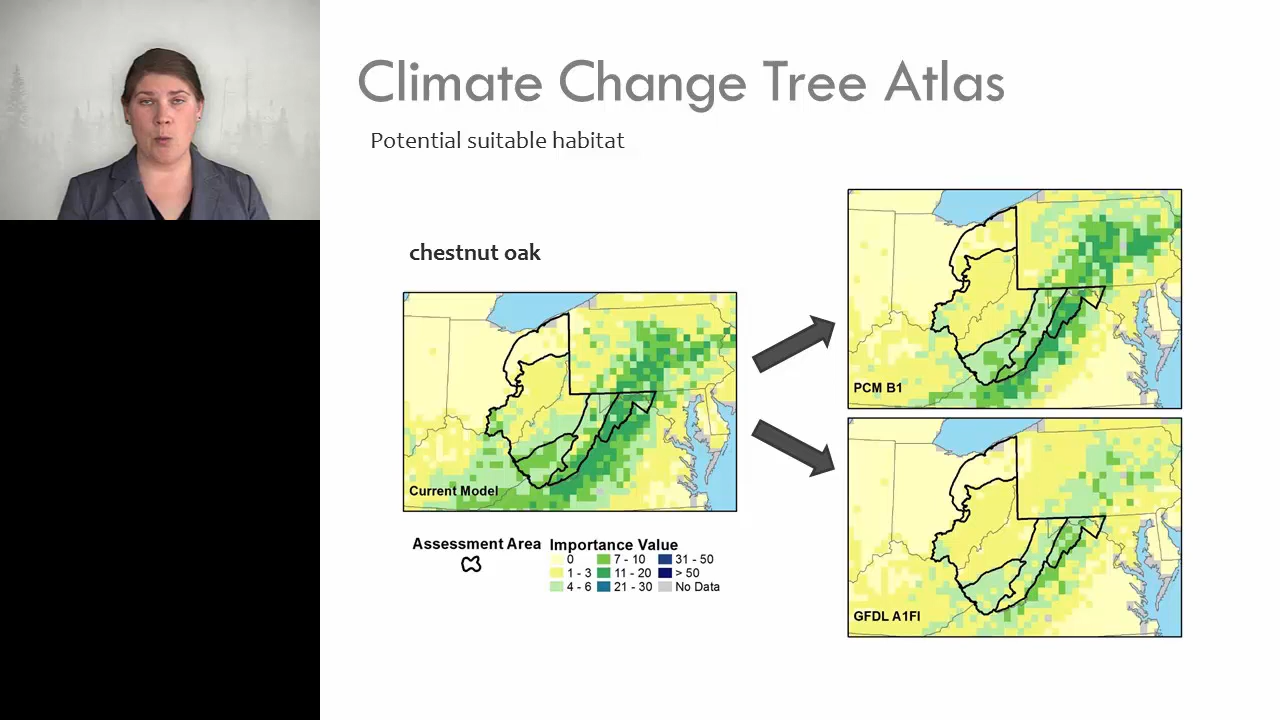 Climate Change Tree Atlas
Potential suitable habitat
chestnut oak
Current Model
PCM B1
GFDL A1FI
Assessment Area
Importance Value
0 7 - 10 31 - 50
1 - 3 11 - 20 > 50
4 - 6 21 - 30 No Data